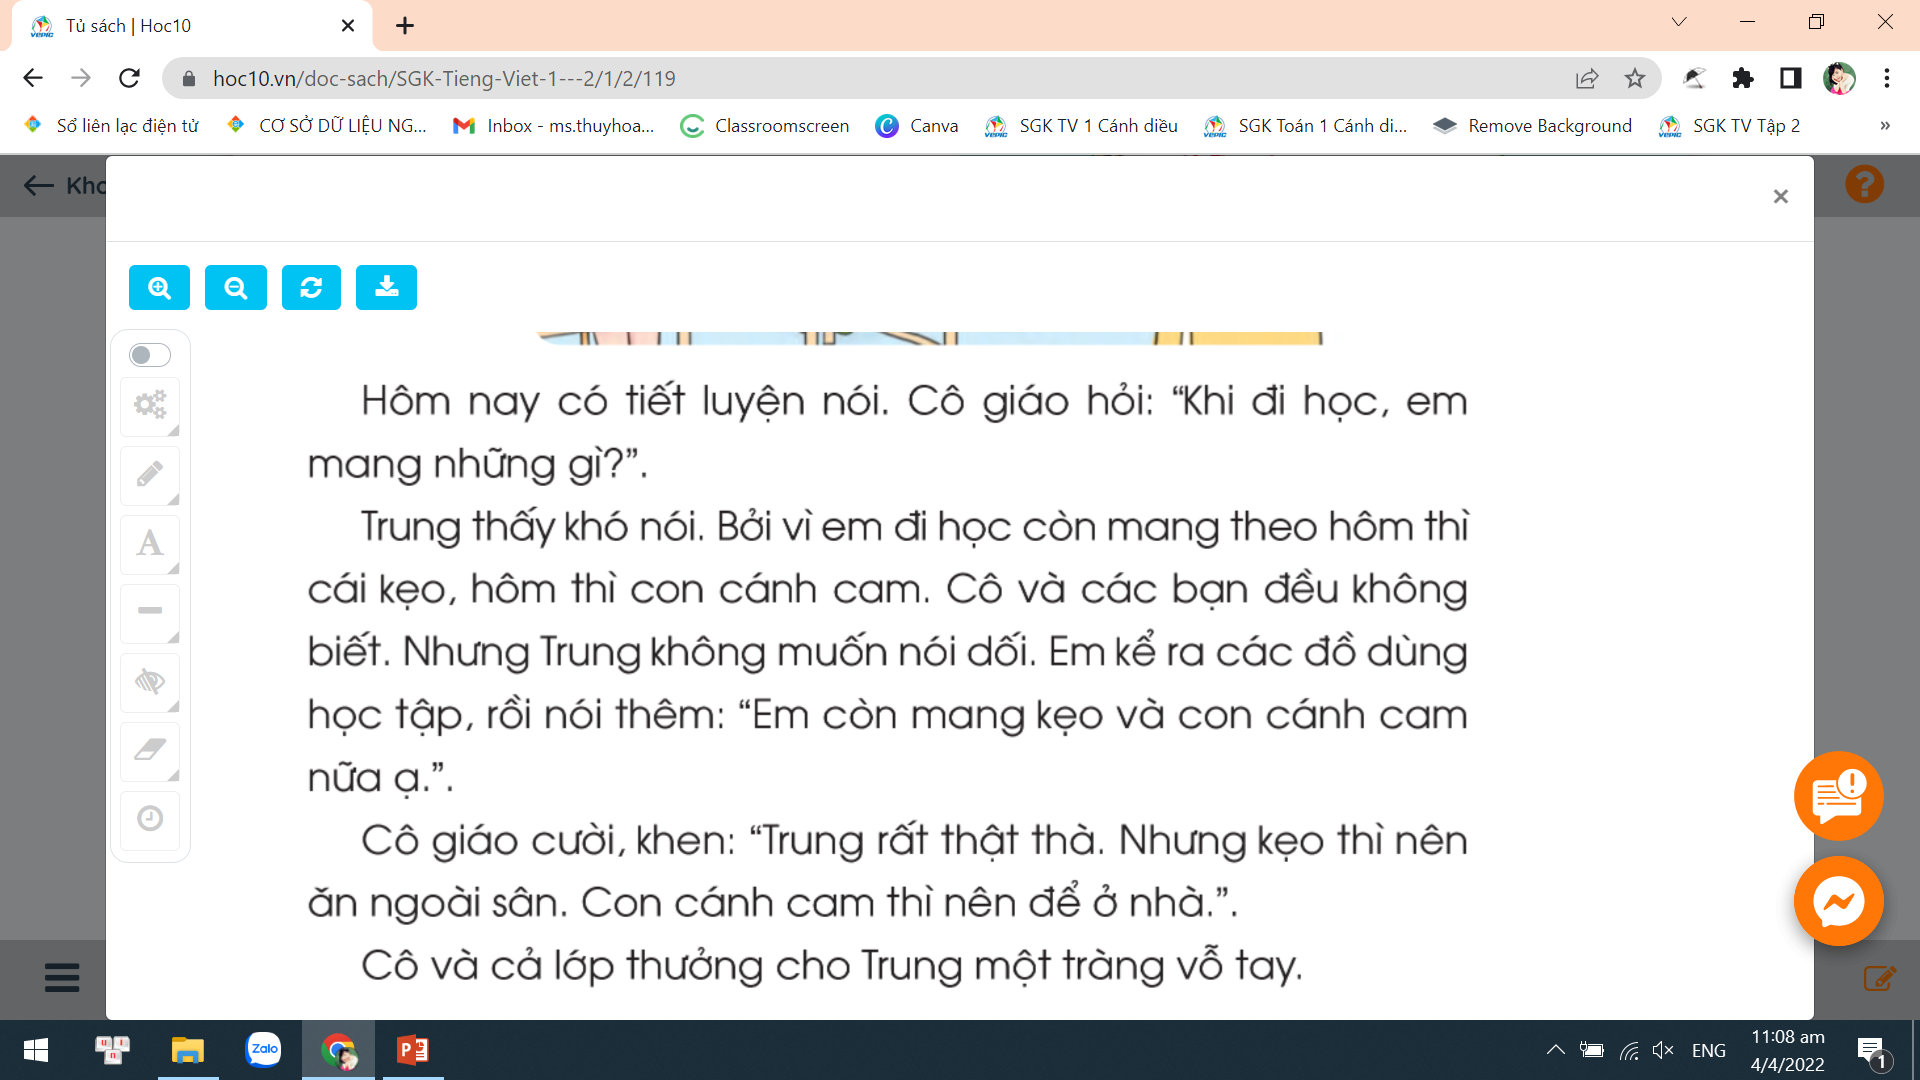 Tủ sách | Hoc10
hoc10.vn/doc-sach/SGK-Tieng-Viet-1---2/1/2/119
Sổ liên lạc điện tử
CƠ SỞ DỮ LIỆU NG...
Inbox - ms.thuyhoa...
Classroomscreen
Canva
SGK TV 1 Cánh diều
SGK Toán 1 Cánh di...
Remove Background
SGK TV Tập 2
»
Kho
Hôm nay có tiết luyện nói. Cô giáo hỏi: “Khi đi học, em
mang những gì?”.
Trung thấy khó nói. Bởi vì em đi học còn mang theo hôm thì
cái kẹo, hôm thì con cánh cam. Cô và các bạn đều không
biết. Nhưng Trung không muốn nói dối. Em kể ra các đồ dùng
học tập, rồi nói thêm: “Em còn mang kẹo và con cánh cam
nữa ạ.”.
Cô giáo cười, khen: “Trung rất thật thà. Nhưng kẹo thì nên
ăn ngoài sân. Con cánh cam thì nên để ở nhà.”.
Cô và cả lớp thưởng cho Trung một tràng vỗ tay.
Zalo
ENG
11:08 am
4/4/2022
1